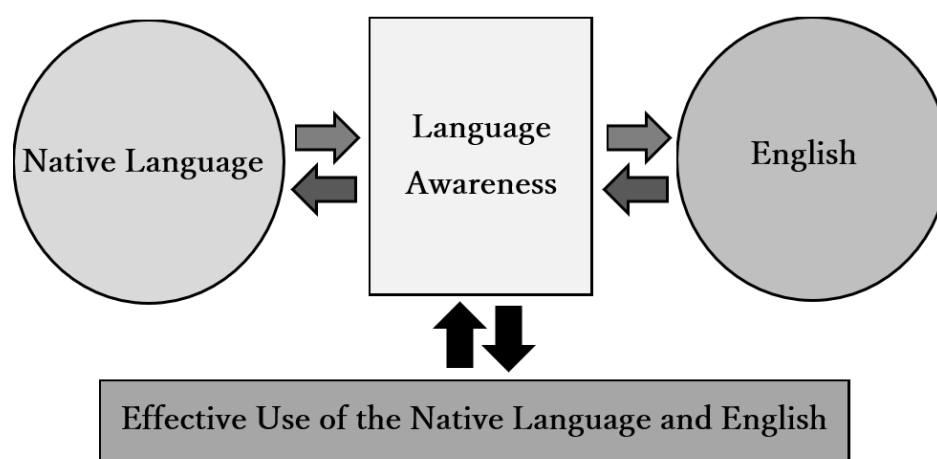 Native Language
Language
Awareness
English
Effective Use of the Native Language and English